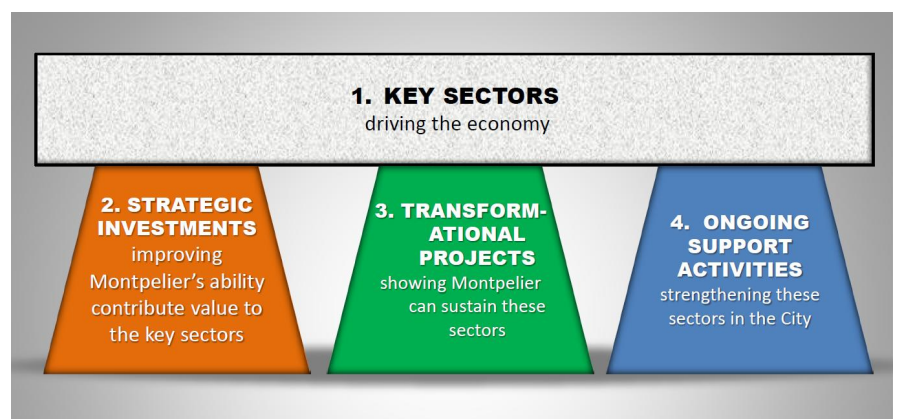 1. KEY SECTORS
driving the economy
2. STRATEGIC
INVESTMENTS
improving
Montpelier's ability
contribute value to
the key sectors
3. TRANSFORM-
ATIONAL
PROJECTS
showing Montpelier
can sustain these
sectors
4. ONGOING
SUPPORT
ACTIVITIES
strengthening these
sectors in the City